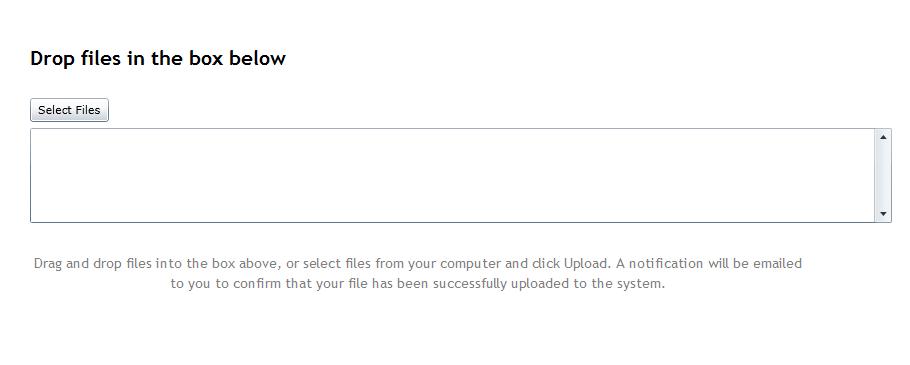 Drop files in the box below
Select Files
Drag and drop files into the box above, or select files from your computer and click Upload. A notification will be emailed
to you to confirm that your file has been successfully uploaded to the system.